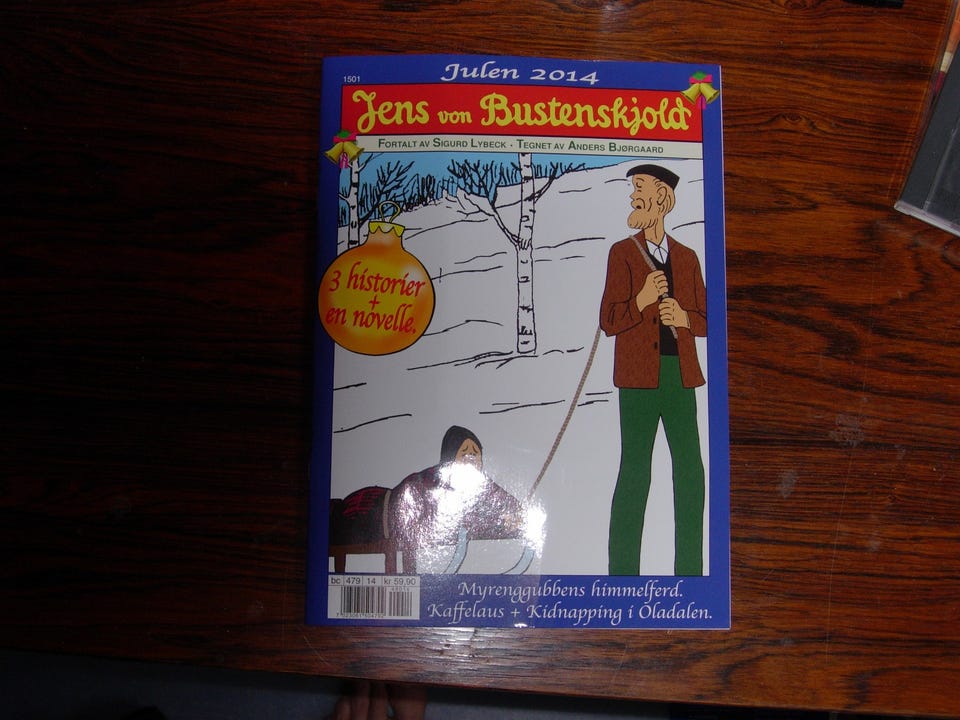 Julen 2014
1501
Jens von Bustenskjold
Fortalt av Sigurd Lybeck · Tegnet av Anders Bjørgaard
3 historier
+
en novelle.
bc 479 14 kr 59,90
Myrenggubbens himmelferd.
Kaffelaus + Kidnapping i Oladalen.